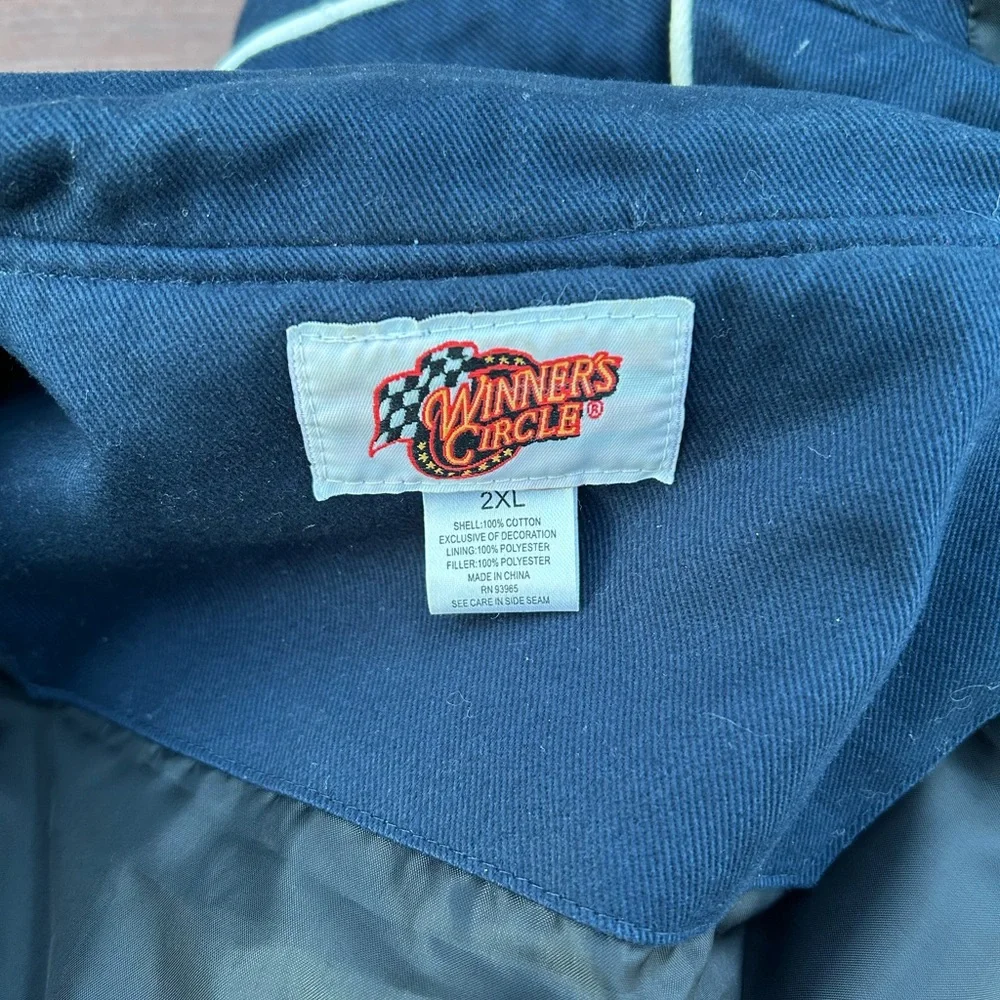 WINNER'S
CIRCLE®
2XL
SHELL:100% COTTON
EXCLUSIVE OF DECORATION
LINING:100% POLYESTER
FILLER:100% POLYESTER
MADE IN CHINA
RN 93965
SEE CARE IN SIDE SEAM